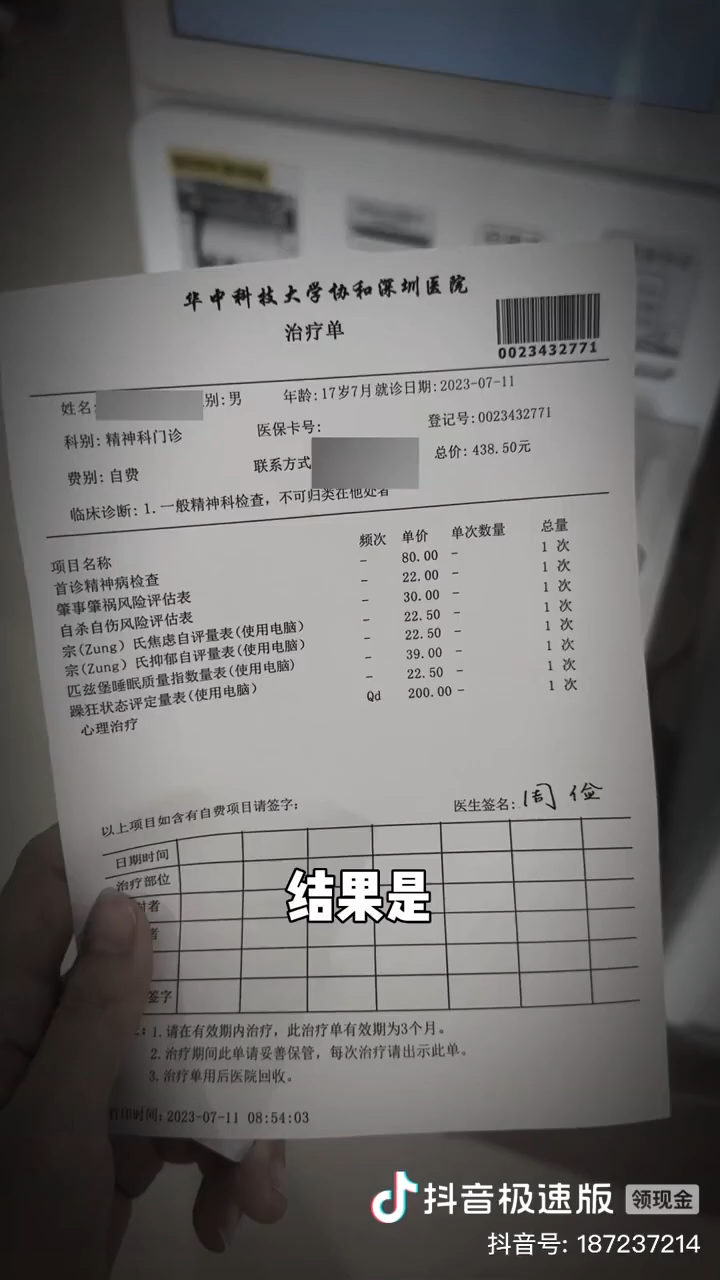 华中科技大学协和深圳医院
治疗单
0023432771
姓名: 别:男 年龄:17岁7月 就诊日期:2023-07-11
科别:精神科门诊 医保卡号: 登记号:0023432771
费别:自费 联系方式 总价:438.50元
临床诊断:1.一般精神科检查,不可归类在他处者
项目名称 频次 单价 单次数量 总量
首诊精神病检查 - 80.00 - 1 次
肇事肇祸风险评估表 - 22.00 - 1 次
自杀自伤风险评估表 - 30.00 - 1 次
宗(Zung)氏焦虑自评量表(使用电脑) - 22.50 - 1 次
宗(Zung)氏抑郁自评量表(使用电脑) - 22.50 - 1 次
匹兹堡睡眠质量指数量表(使用电脑) - 39.00 - 1 次
躁狂状态评定量表(使用电脑) - 22.50 - 1 次
心理治疗 Qd 200.00 - 1 次
以上项目如含有自费项目请签字: 医生签名:周俭
日期时间
治疗部位
者
者
签字
结果是
:1.请在有效期内治疗,此治疗单有效期为3个月。
2.治疗期间此单请妥善保管,每次治疗请出示此单。
3.治疗单用后医院回收。
印时间:2023-07-11 08:54:03
抖音极速版 领现金
抖音号: 187237214